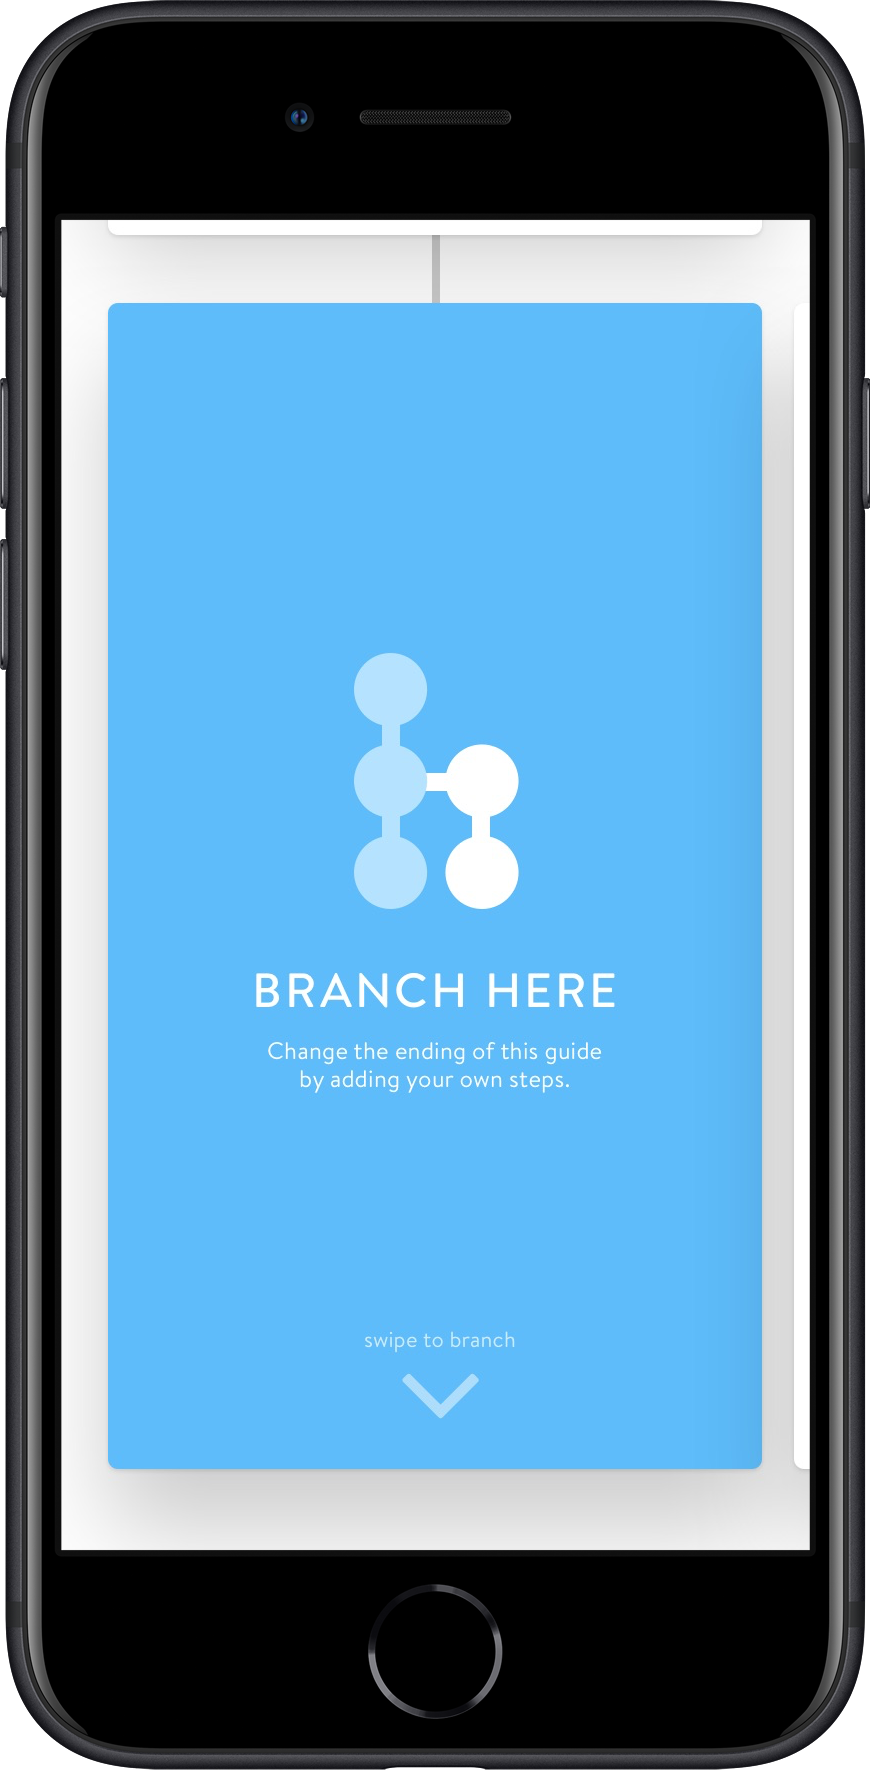 BRANCH HERE
Change the ending of this guide
by adding your own steps.
swipe to branch